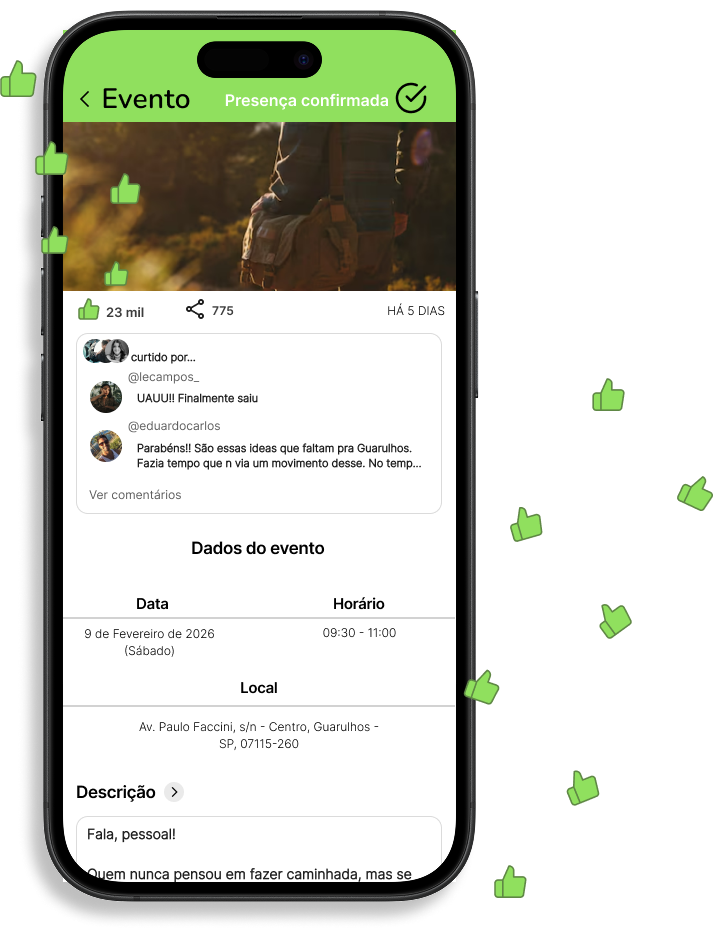 Evento
Presença confirmada
23 mil
775
HÁ 5 DIAS
curtido por...
@lecampos_
UAUU!! Finalmente saiu
@eduardocarlos
Parabéns!! São essas ideas que faltam pra Guarulhos.
Fazia tempo que n via um movimento desse. No temp...
Ver comentários
Dados do evento
Data
Horário
9 de Fevereiro de 2026
(Sábado)
09:30 - 11:00
Local
Av. Paulo Faccini, s/n - Centro, Guarulhos -
SP, 07115-260
Descrição
Fala, pessoal!
Quem nunca pensou em fazer caminhada, mas se